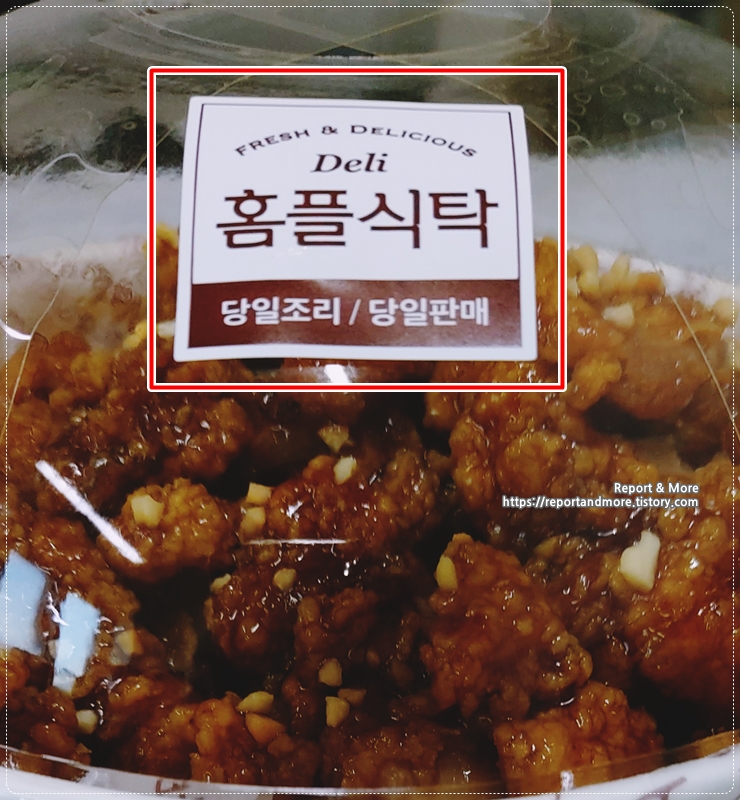 FRESH & DELICIOUS
Deli
홈플식탁
당일조리 / 당일판매
Report & More
https://reportandmore.tistory.com